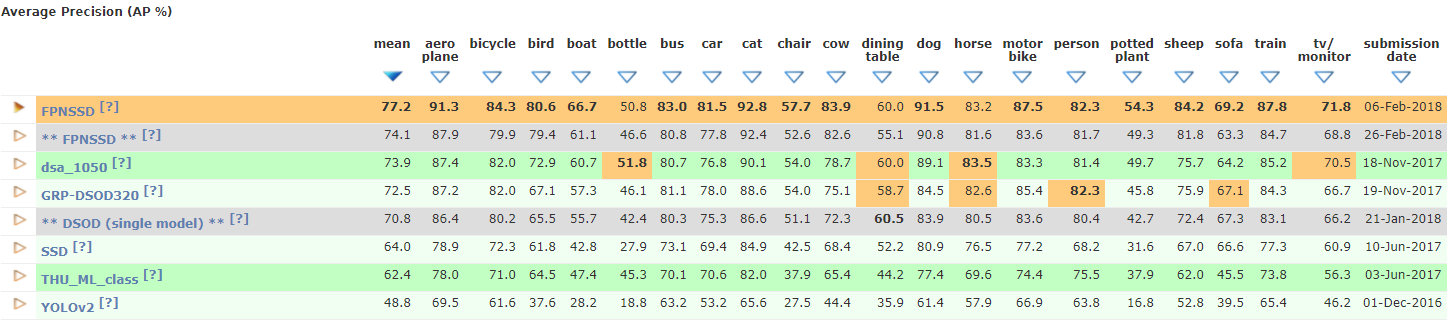 Average Precision (AP %)
mean aero plane bicycle bird boat bottle bus car cat chair cow dining table dog horse motor bike person potted plant sheep sofa train tv/ monitor submission date
FPNSSD [?] 77.2 91.3 84.3 80.6 66.7 50.8 83.0 81.5 92.8 57.7 83.9 60.0 91.5 83.2 87.5 82.3 54.3 84.2 69.2 87.8 71.8 06-Feb-2018
** FPNSSD ** [?] 74.1 87.9 79.9 79.4 61.1 46.6 80.8 77.8 92.4 52.6 82.6 55.1 90.8 81.6 83.6 81.7 49.3 81.8 63.3 84.7 68.8 26-Feb-2018
dsa_1050 [?] 73.9 87.4 82.0 72.9 60.7 51.8 80.7 76.8 90.1 54.0 78.7 60.0 89.1 83.5 83.3 81.4 49.7 75.7 64.2 85.2 70.5 18-Nov-2017
GRP-DSOD320 [?] 72.5 87.2 82.0 67.1 57.3 46.1 81.1 78.0 88.6 54.0 75.1 58.7 84.5 82.6 85.4 82.3 45.8 75.9 67.1 84.3 66.7 19-Nov-2017
** DSOD (single model) ** [?] 70.8 86.4 80.2 65.5 55.7 42.4 80.3 75.3 86.6 51.1 72.3 60.5 83.9 80.5 83.6 80.4 42.7 72.4 67.3 83.1 66.2 21-Jan-2018
SSD [?] 64.0 78.9 72.3 61.8 42.8 27.9 73.1 69.4 84.9 42.5 68.4 52.2 80.9 76.5 77.2 68.2 31.6 67.0 66.6 77.3 60.9 10-Jun-2017
THU_ML_class [?] 62.4 78.0 71.0 64.5 47.4 45.3 70.1 70.6 82.0 37.9 65.4 44.2 77.4 69.6 74.4 75.5 37.9 62.0 45.5 73.8 56.3 03-Jun-2017
YOLOv2 [?] 48.8 69.5 61.6 37.6 28.2 18.8 63.2 53.2 65.6 27.5 44.4 35.9 61.4 57.9 66.9 63.8 16.8 52.8 39.5 65.4 46.2 01-Dec-2016